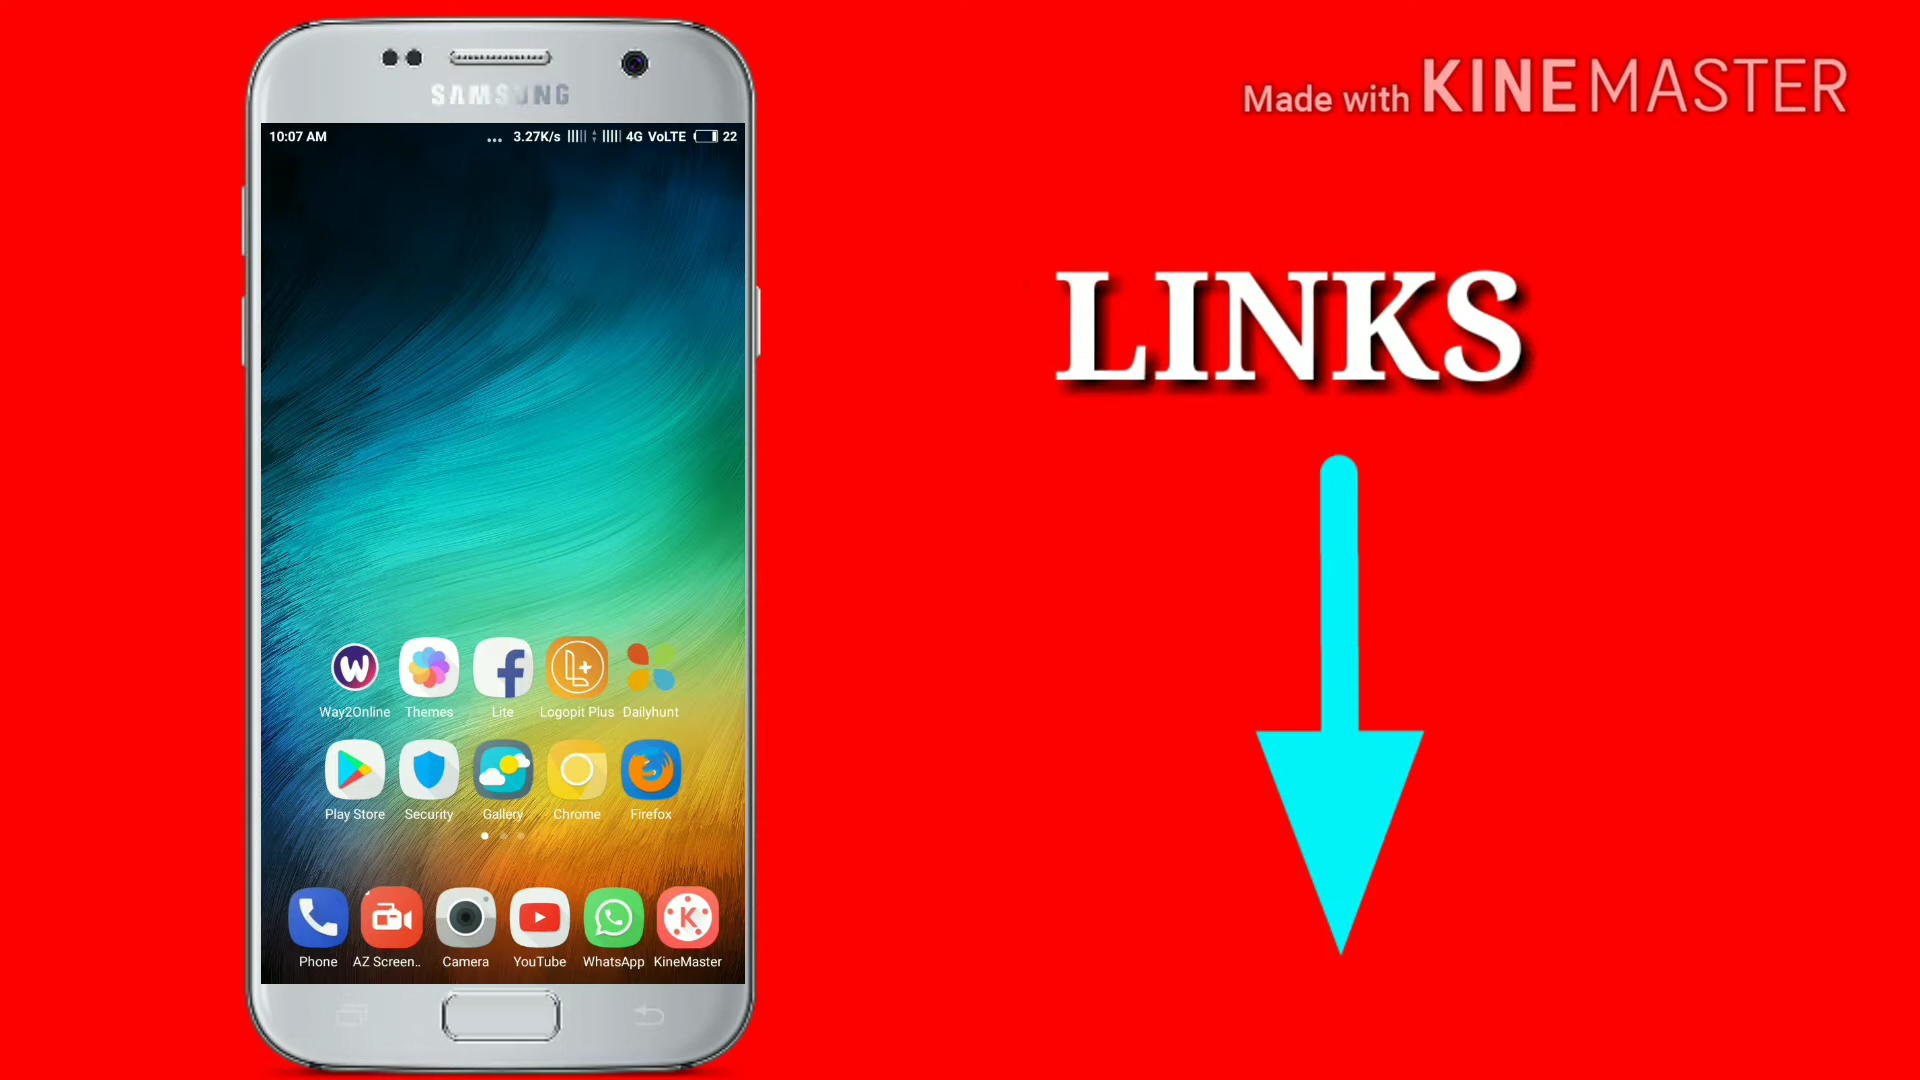 SAMSUNG
10:07 AM ... 3.27K/s 4G VoLTE 22
Way2Online Themes Lite Logopit Plus Dailyhunt
Play Store Security Gallery Chrome Firefox
Phone AZ Screen.. Camera YouTube WhatsApp KineMaster
Made with KINEMASTER
LINKS